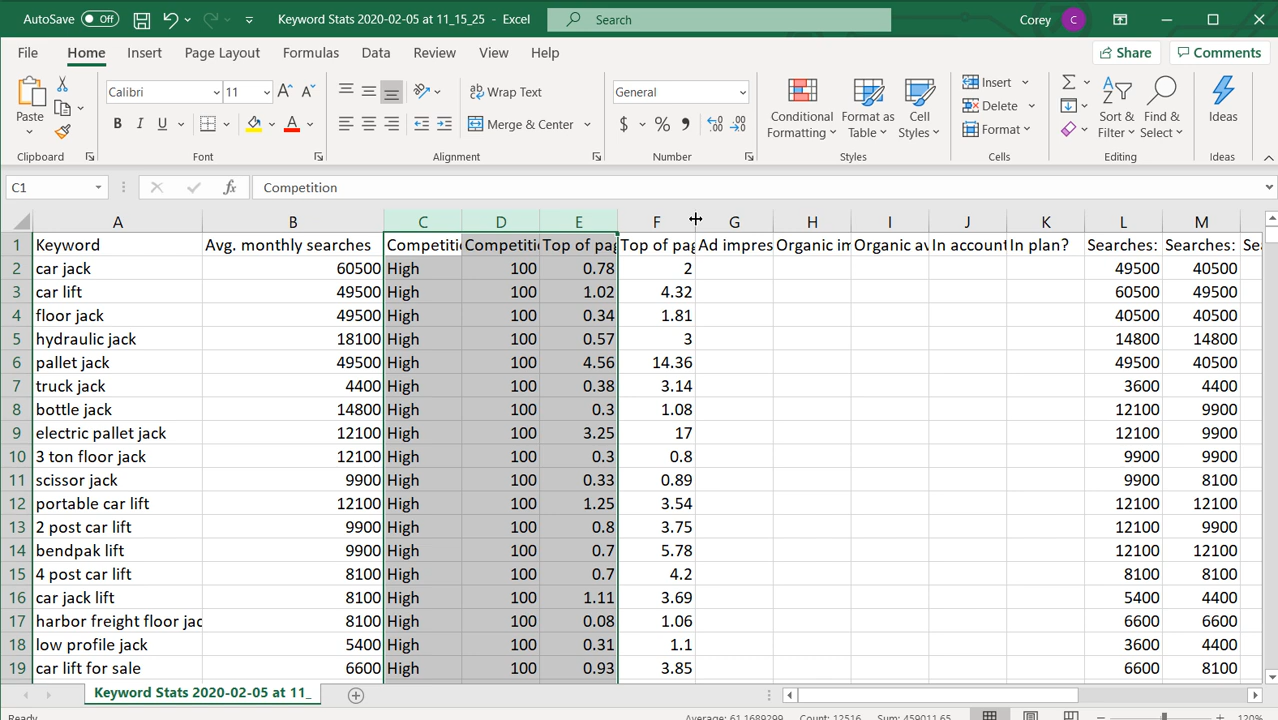 AutoSave Off Keyword Stats 2020-02-05 at 11_15_25 - Excel Search Corey C
File Home Insert Page Layout Formulas Data Review View Help Share Comments
Paste Calibri 11 B I U A A A Wrap Text Merge & Center General $ % Conditional Formatting Format as Table Cell Styles Insert Delete Format Sort & Filter Find & Select Ideas
Clipboard Font Alignment Number Styles Cells Editing Ideas
C1 fx Competition
A B C D E F G H I J K L M
1 Keyword Avg. monthly searches Competitio Competitio Top of pag Top of pag Ad impres Organic im Organic av In account In plan? Searches: Searches: Se
2 car jack 60500 High 100 0.78 2 49500 40500
3 car lift 49500 High 100 1.02 4.32 60500 49500
4 floor jack 49500 High 100 0.34 1.81 40500 40500
5 hydraulic jack 18100 High 100 0.57 3 14800 14800
6 pallet jack 49500 High 100 4.56 14.36 49500 40500
7 truck jack 4400 High 100 0.38 3.14 3600 4400
8 bottle jack 14800 High 100 0.3 1.08 12100 9900
9 electric pallet jack 12100 High 100 3.25 17 12100 9900
10 3 ton floor jack 12100 High 100 0.3 0.8 9900 9900
11 scissor jack 9900 High 100 0.33 0.89 9900 8100
12 portable car lift 12100 High 100 1.25 3.54 12100 12100
13 2 post car lift 9900 High 100 0.8 3.75 12100 9900
14 bendpak lift 9900 High 100 0.7 5.78 12100 12100
15 4 post car lift 8100 High 100 0.7 4.2 8100 8100
16 car jack lift 8100 High 100 1.11 3.69 5400 4400
17 harbor freight floor jac 8100 High 100 0.08 1.06 6600 6600
18 low profile jack 5400 High 100 0.31 1.1 3600 4400
19 car lift for sale 6600 High 100 0.93 3.85 6600 8100
Keyword Stats 2020-02-05 at 11_
Ready Average: 61.1689299 Count: 12516 Sum: 459011.65 120%